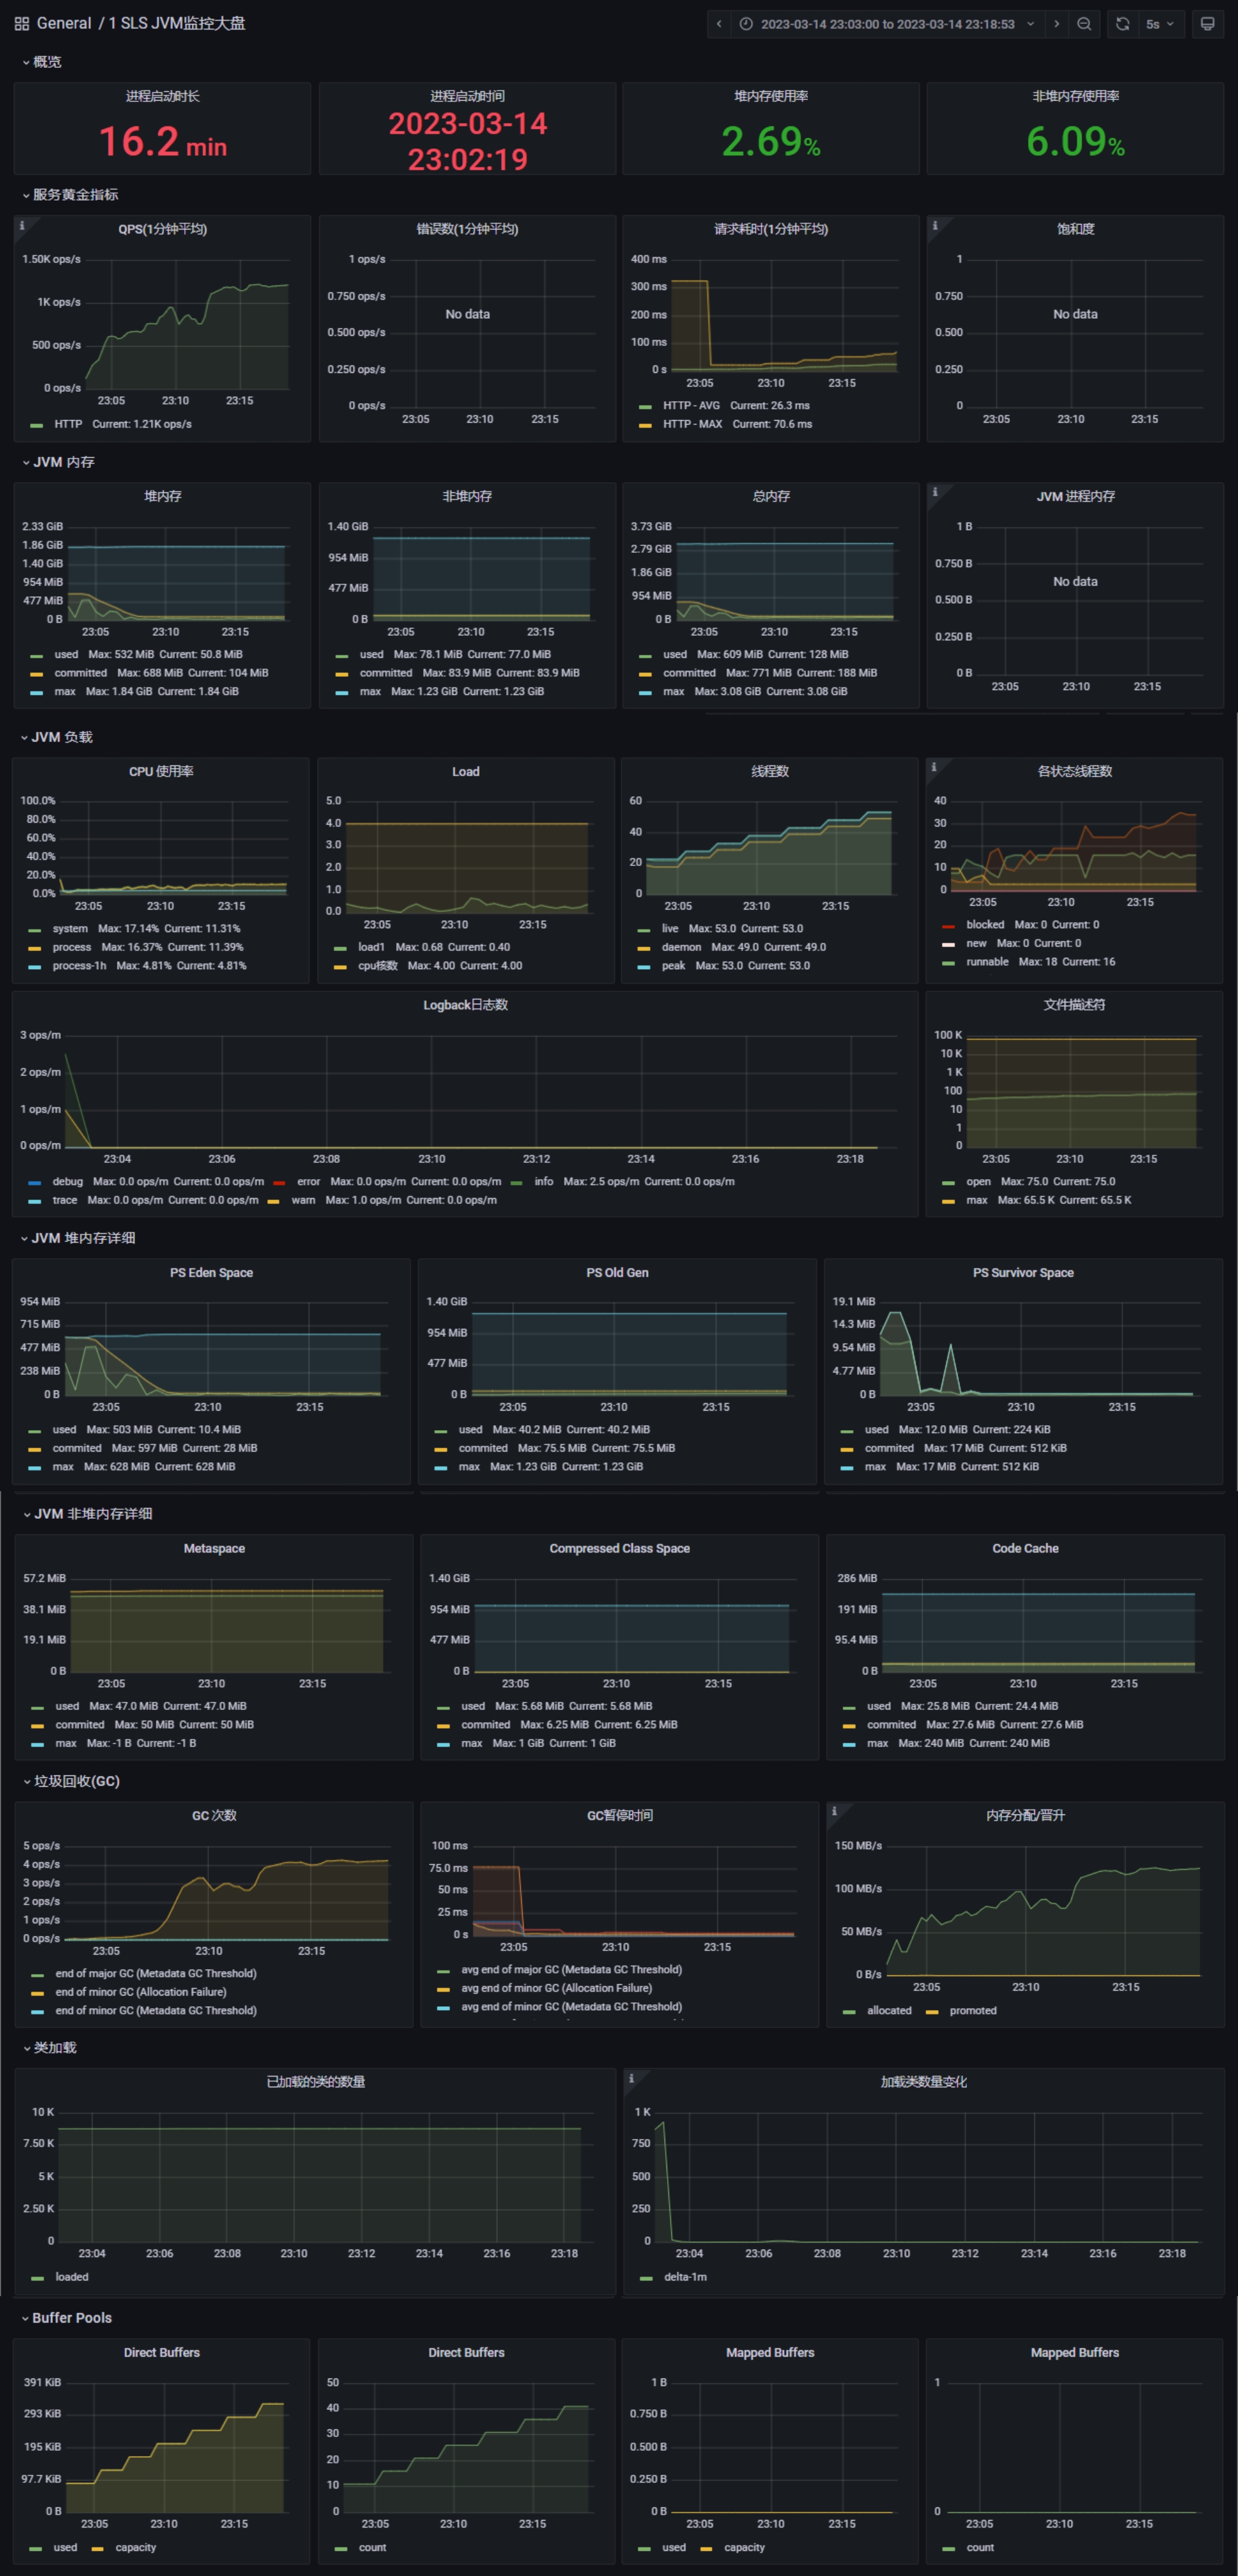 General / 1 SLS JVM监控大盘
2023-03-14 23:03:00 to 2023-03-14 23:18:53
5s
概览
进程启动时长
16.2 min
进程启动时间
2023-03-14
23:02:19
堆内存使用率
2.69%
非堆内存使用率
6.09%
服务黄金指标
QPS(1分钟平均)
1.50K ops/s
1K ops/s
500 ops/s
0 ops/s
23:05 23:10 23:15
HTTP Current: 1.21K ops/s
错误数(1分钟平均)
1 ops/s
0.750 ops/s
No data
0.500 ops/s
0.250 ops/s
0 ops/s
23:05 23:10 23:15
请求耗时(1分钟平均)
400 ms
300 ms
200 ms
100 ms
0 s
23:05 23:10 23:15
HTTP - AVG Current: 26.3 ms
HTTP - MAX Current: 70.6 ms
饱和度
1
0.750
No data
0.500
0.250
0
23:05 23:10 23:15
JVM 内存
堆内存
2.33 GiB
1.86 GiB
1.40 GiB
954 MiB
477 MiB
0 B
23:05 23:10 23:15
used Max: 532 MiB Current: 50.8 MiB
committed Max: 688 MiB Current: 104 MiB
max Max: 1.84 GiB Current: 1.84 GiB
非堆内存
1.40 GiB
954 MiB
477 MiB
0 B
23:05 23:10 23:15
used Max: 78.1 MiB Current: 77.0 MiB
committed Max: 83.9 MiB Current: 83.9 MiB
max Max: 1.23 GiB Current: 1.23 GiB
总内存
3.73 GiB
2.79 GiB
1.86 GiB
954 MiB
0 B
23:05 23:10 23:15
used Max: 609 MiB Current: 128 MiB
committed Max: 771 MiB Current: 188 MiB
max Max: 3.08 GiB Current: 3.08 GiB
JVM 进程内存
1 B
0.750 B
No data
0.500 B
0.250 B
0 B
23:05 23:10 23:15
JVM 负载
CPU 使用率
100.0%
80.0%
60.0%
40.0%
20.0%
0.0%
23:05 23:10 23:15
system Max: 17.14% Current: 11.31%
process Max: 16.37% Current: 11.39%
process-1h Max: 4.81% Current: 4.81%
Load
5.0
4.0
3.0
2.0
1.0
0.0
23:05 23:10 23:15
load1 Max: 0.68 Current: 0.40
cpu核数 Max: 4.00 Current: 4.00
线程数
60
40
20
0
23:05 23:10 23:15
live Max: 53.0 Current: 53.0
daemon Max: 49.0 Current: 49.0
peak Max: 53.0 Current: 53.0
各状态线程数
40
30
20
10
0
23:05 23:10 23:15
blocked Max: 0 Current: 0
new Max: 0 Current: 0
runnable Max: 18 Current: 16
Logback日志数
3 ops/m
2 ops/m
1 ops/m
0 ops/m
23:04 23:06 23:08 23:10 23:12 23:14 23:16 23:18
debug Max: 0.0 ops/m Current: 0.0 ops/m error Max: 0.0 ops/m Current: 0.0 ops/m info Max: 2.5 ops/m Current: 0.0 ops/m
trace Max: 0.0 ops/m Current: 0.0 ops/m warn Max: 1.0 ops/m Current: 0.0 ops/m
文件描述符
100 K
10 K
1 K
100
10
1
0
23:05 23:10 23:15
open Max: 75.0 Current: 75.0
max Max: 65.5 K Current: 65.5 K
JVM 堆内存详细
PS Eden Space
954 MiB
715 MiB
477 MiB
238 MiB
0 B
23:05 23:10 23:15
used Max: 503 MiB Current: 10.4 MiB
commited Max: 597 MiB Current: 28 MiB
max Max: 628 MiB Current: 628 MiB
PS Old Gen
1.40 GiB
954 MiB
477 MiB
0 B
23:05 23:10 23:15
used Max: 40.2 MiB Current: 40.2 MiB
commited Max: 75.5 MiB Current: 75.5 MiB
max Max: 1.23 GiB Current: 1.23 GiB
PS Survivor Space
19.1 MiB
14.3 MiB
9.54 MiB
4.77 MiB
0 B
23:05 23:10 23:15
used Max: 12.0 MiB Current: 224 KiB
commited Max: 17 MiB Current: 512 KiB
max Max: 17 MiB Current: 512 KiB
JVM 非堆内存详细
Metaspace
57.2 MiB
38.1 MiB
19.1 MiB
0 B
23:05 23:10 23:15
used Max: 47.0 MiB Current: 47.0 MiB
commited Max: 50 MiB Current: 50 MiB
max Max: -1 B Current: -1 B
Compressed Class Space
1.40 GiB
954 MiB
477 MiB
0 B
23:05 23:10 23:15
used Max: 5.68 MiB Current: 5.68 MiB
commited Max: 6.25 MiB Current: 6.25 MiB
max Max: 1 GiB Current: 1 GiB
Code Cache
286 MiB
191 MiB
95.4 MiB
0 B
23:05 23:10 23:15
used Max: 25.8 MiB Current: 24.4 MiB
commited Max: 27.6 MiB Current: 27.6 MiB
max Max: 240 MiB Current: 240 MiB
垃圾回收(GC)
GC 次数
5 ops/s
4 ops/s
3 ops/s
2 ops/s
1 ops/s
0 ops/s
23:05 23:10 23:15
end of major GC (Metadata GC Threshold)
end of minor GC (Allocation Failure)
end of minor GC (Metadata GC Threshold)
GC暂停时间
100 ms
75.0 ms
50 ms
25 ms
0 s
23:05 23:10 23:15
avg end of major GC (Metadata GC Threshold)
avg end of minor GC (Allocation Failure)
avg end of minor GC (Metadata GC Threshold)
内存分配/晋升
150 MB/s
100 MB/s
50 MB/s
0 B/s
23:05 23:10 23:15
allocated promoted
类加载
已加载的类的数量
10 K
7.50 K
5 K
2.50 K
0
23:04 23:06 23:08 23:10 23:12 23:14 23:16 23:18
loaded
加载类数量变化
1 K
750
500
250
0
23:04 23:06 23:08 23:10 23:12 23:14 23:16 23:18
delta-1m
Buffer Pools
Direct Buffers
391 KiB
293 KiB
195 KiB
97.7 KiB
0 B
23:05 23:10 23:15
used capacity
Direct Buffers
50
40
30
20
10
0
23:05 23:10 23:15
count
Mapped Buffers
1 B
0.750 B
0.500 B
0.250 B
0 B
23:05 23:10 23:15
used capacity
Mapped Buffers
1
0
23:05 23:10 23:15
count